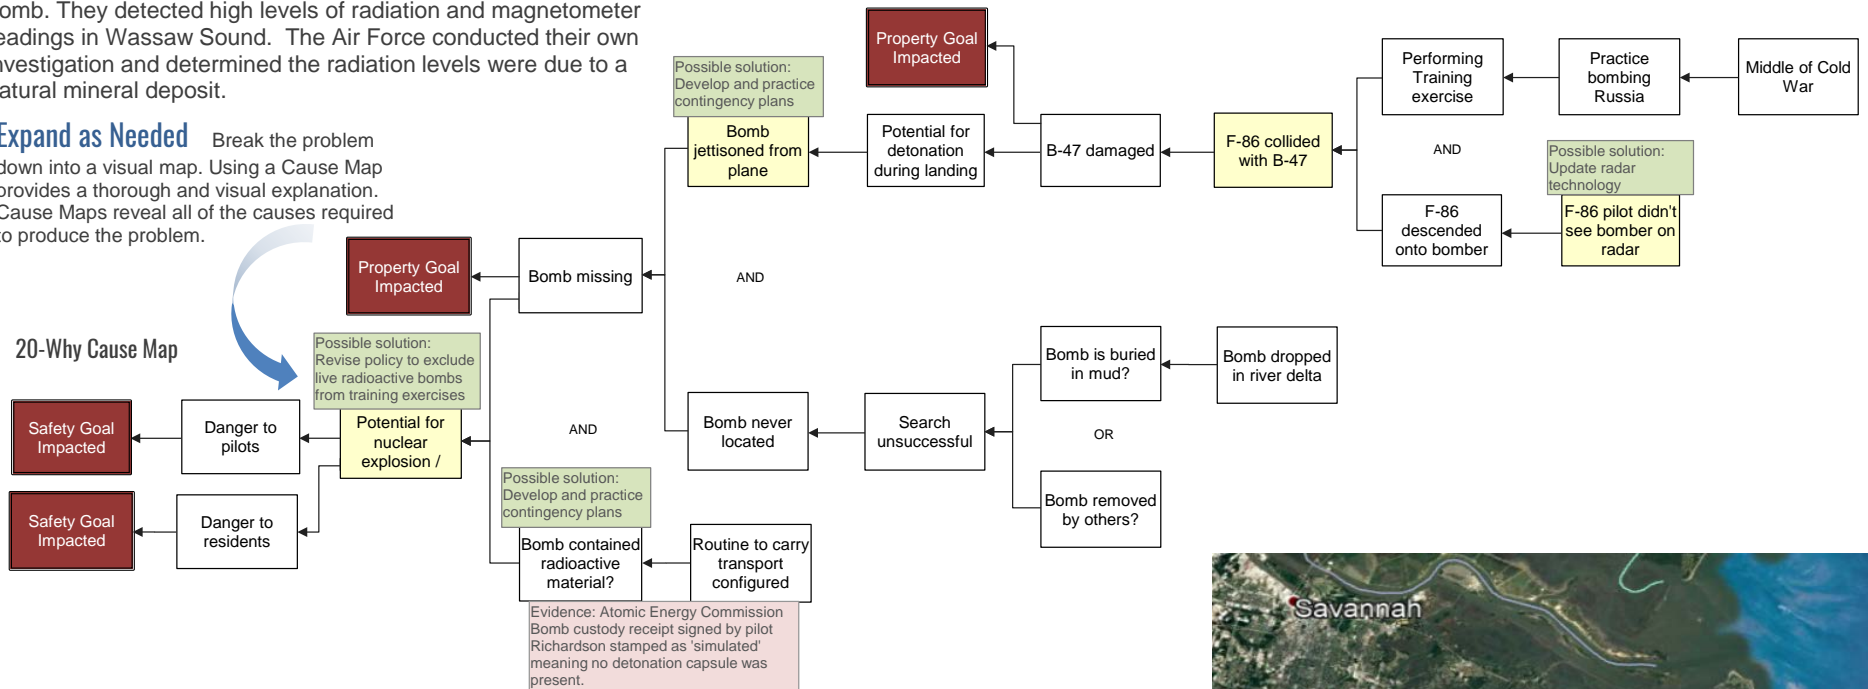 omb. They detected high levels of radiation and magnetometer
eadings in Wassaw Sound. The Air Force conducted their own
nvestigation and determined the radiation levels were due to a
atural mineral deposit.
Expand as Needed Break the problem
down into a visual map. Using a Cause Map
provides a thorough and visual explanation.
Cause Maps reveal all of the causes required
to produce the problem.
20-Why Cause Map
Safety Goal
Impacted
Danger to
pilots
Safety Goal
Impacted
Danger to
residents
Possible solution:
Revise policy to exclude
live radioactive bombs
from training exercises
Potential for
nuclear
explosion /
Property Goal
Impacted
Bomb missing
AND
Possible solution:
Develop and practice
contingency plans
Bomb contained
radioactive
material?
Routine to carry
transport
configured
Evidence: Atomic Energy Commission
Bomb custody receipt signed by pilot
Richardson stamped as 'simulated'
meaning no detonation capsule was
present.
Possible solution:
Develop and practice
contingency plans
Bomb
jettisoned from
plane
AND
Bomb never
located
Property Goal
Impacted
Potential for
detonation
during landing
B-47 damaged
F-86 collided
with B-47
Performing
Training
exercise
Practice
bombing
Russia
Middle of Cold
War
AND
F-86
descended
onto bomber
Possible solution:
Update radar
technology
F-86 pilot didn't
see bomber on
radar
Search
unsuccessful
Bomb is buried
in mud?
Bomb dropped
in river delta
OR
Bomb removed
by others?
Savannah